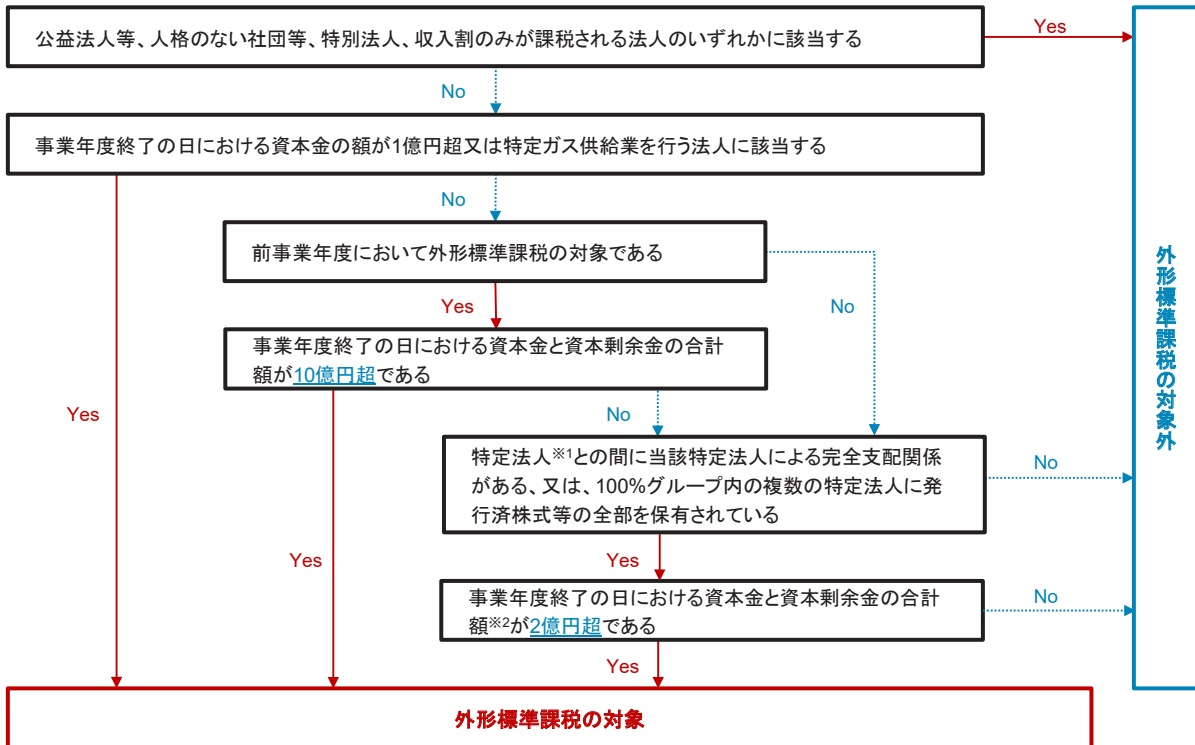 公益法人等、人格のない社団等、特別法人、収入割のみが課税される法人のいずれかに該当する
Yes
No
事業年度終了の日における資本金の額が1億円超又は特定ガス供給業を行う法人に該当する
No
前事業年度において外形標準課税の対象である
Yes
No
事業年度終了の日における資本金と資本剰余金の合計
額が10億円超である
Yes
No
特定法人※1との間に当該特定法人による完全支配関係
がある、又は、100%グループ内の複数の特定法人に発
行済株式等の全部を保有されている
No
Yes
Yes
事業年度終了の日における資本金と資本剰余金の合計
額※2が2億円超である
No
Yes
外形標準課税の対象外
外形標準課税の対象